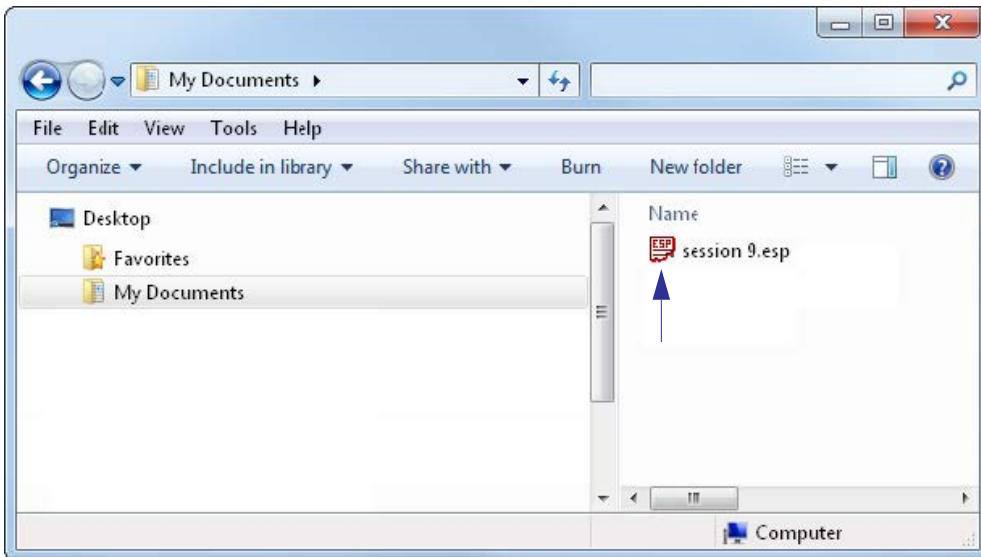 My Documents
File Edit View Tools Help
Organize Include in library Share with Burn New folder
Desktop
Favorites
My Documents
Name
ESP session 9.esp
Computer